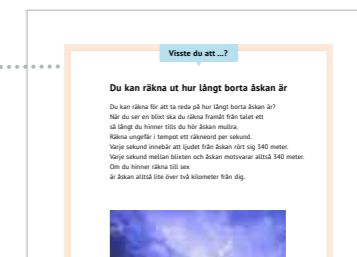 Visste du att ...?
Du kan räkna ut hur långt borta åskan är
Du kan räkna för att ta reda på hur långt borta åskan är?
När du ser en blixt ska du räkna framåt från talet ett
så långt du hinner tills du hör åskan mullra.
Räkna ungefär i tempot ett räkneord per sekund.
Varje sekund innebär att ljudet från åskan rört sig 340 meter.
Varje sekund mellan blixten och åskan motsvarar alltså 340 meter.
Om du hinner räkna till sex
är åskan alltså lite över två kilometer från dig.